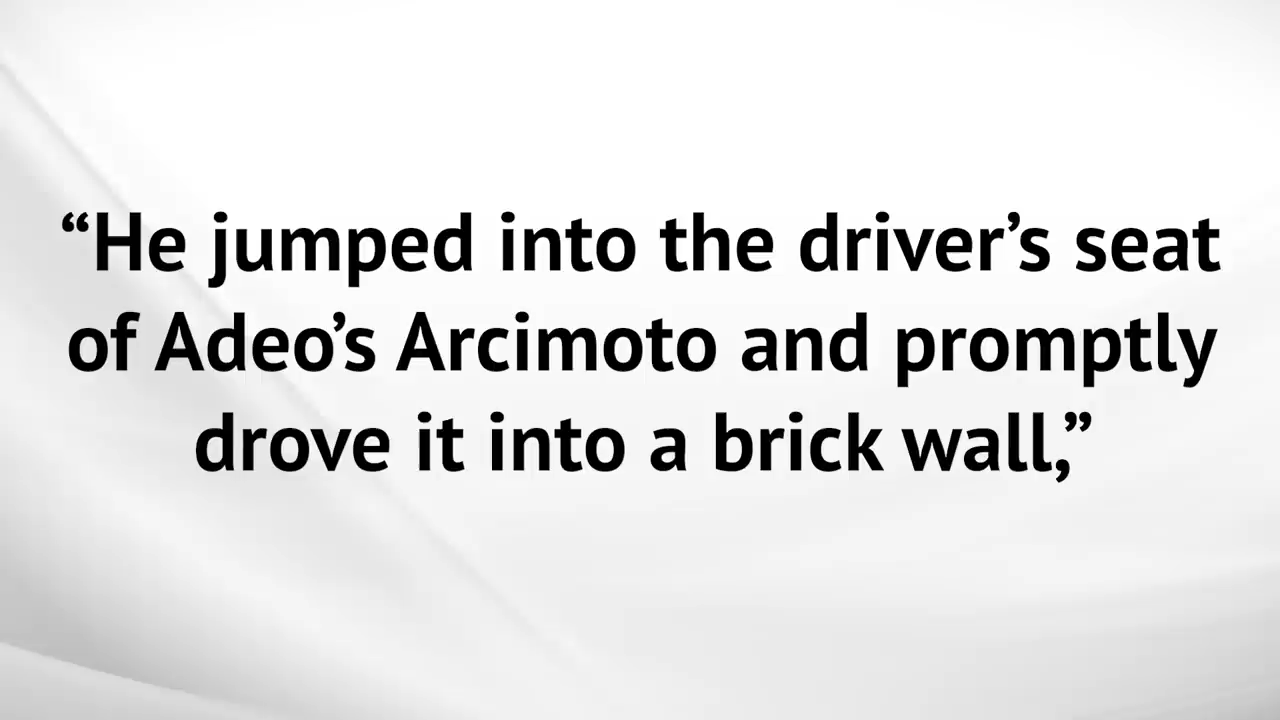 “He jumped into the driver’s seat
of Adeo’s Arcimoto and promptly
drove it into a brick wall,”